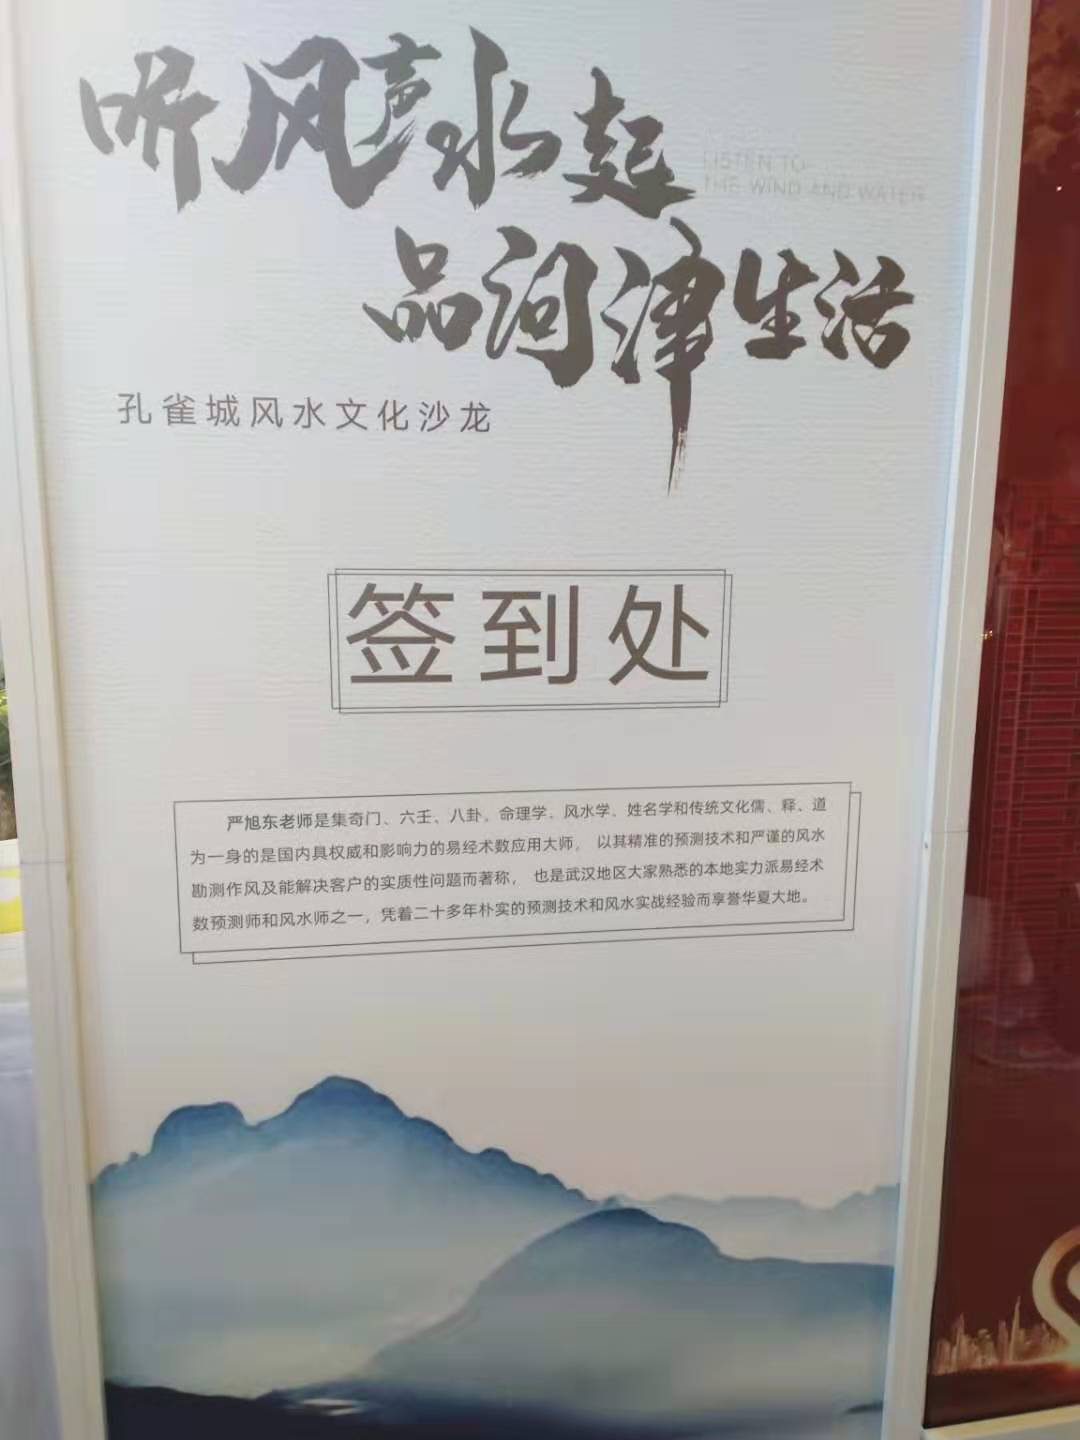 听风声水起
LISTEN TO
THE WIND AND WATER
品问津生活
孔雀城风水文化沙龙
签到处
严旭东老师是集奇门、六壬、八卦、命理学、风水学、姓名学和传统文化儒、释、道
为一身的是国内具权威和影响力的易经术数应用大师，以其精准的预测技术和严谨的风水
勘测作风及能解决客户的实质性问题而著称，也是武汉地区大家熟悉的本地实力派易经术
数预测师和风水师之一，凭着二十多年朴实的预测技术和风水实战经验而享誉华夏大地。